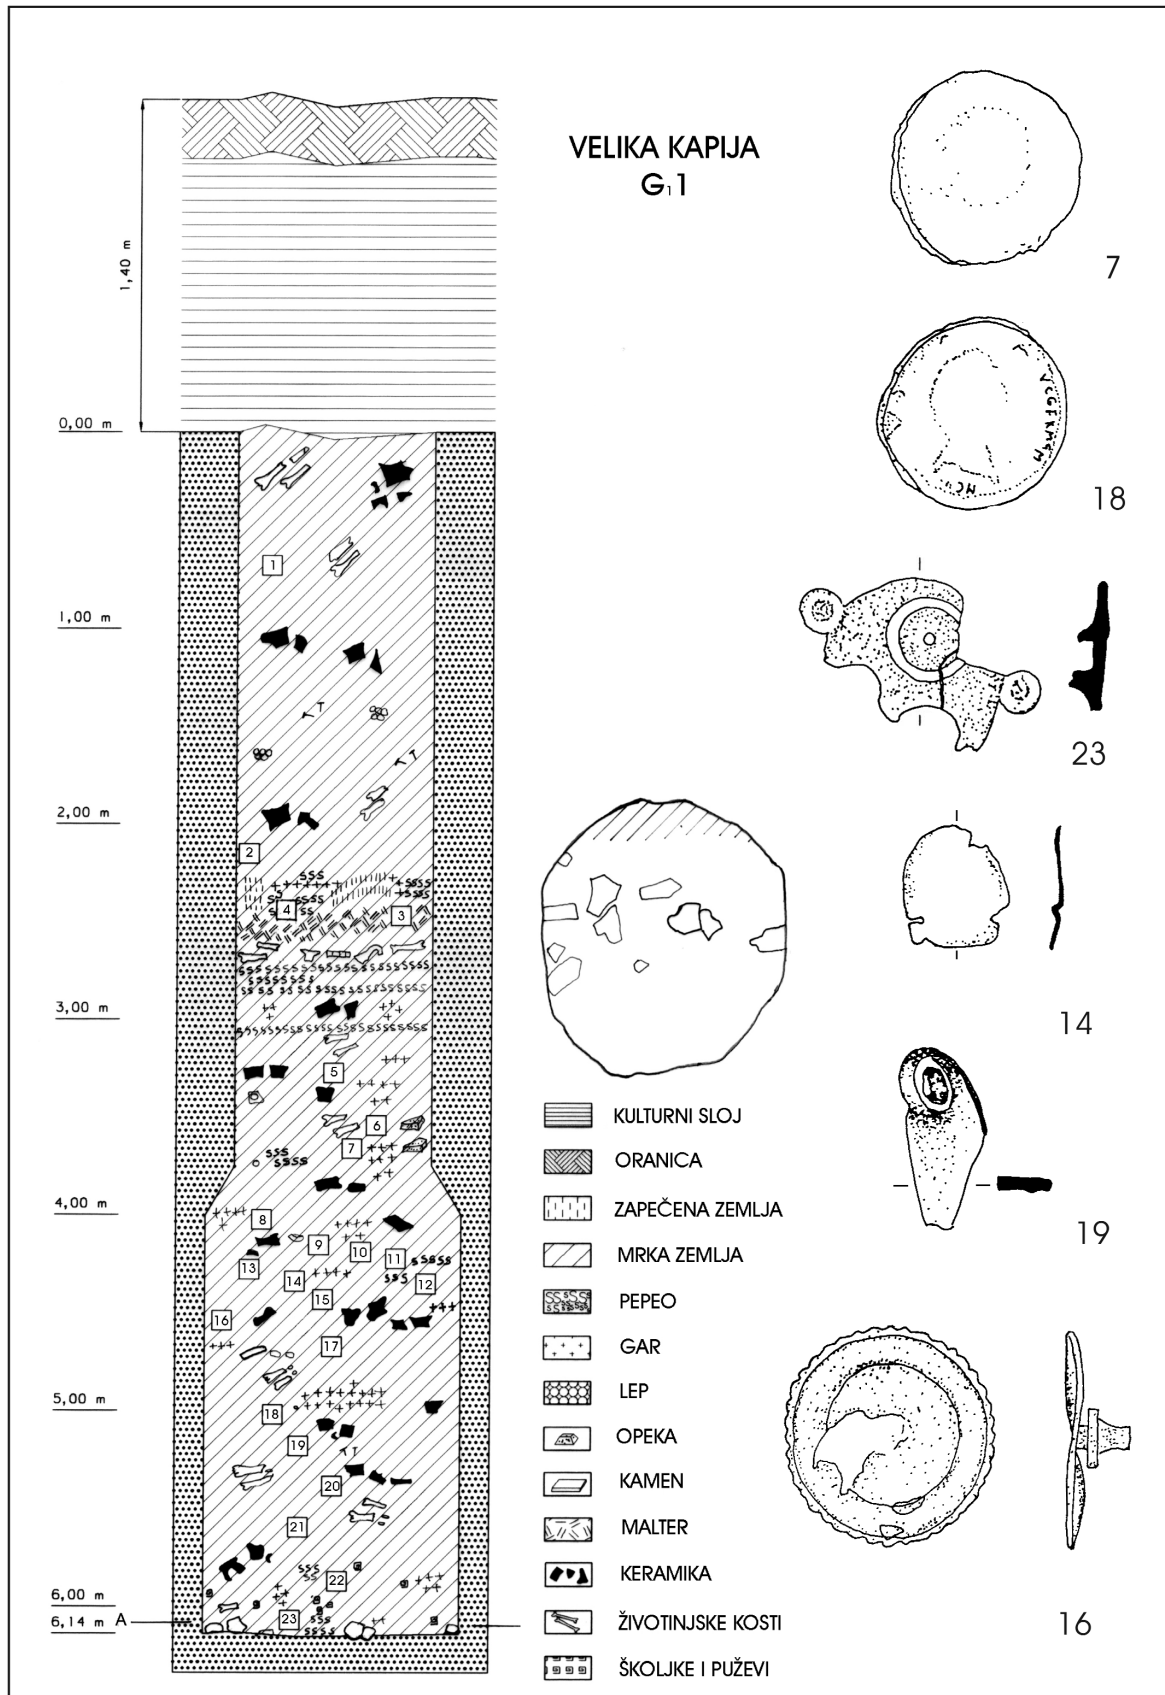 VELIKA KAPIJA
G₁1
1,40 m
0,00 m
1,00 m
2,00 m
3,00 m
4,00 m
5,00 m
6,00 m
6,14 m A
1
2
3
4
5
6
7
8
9
10
11
12
13
14
15
16
17
18
19
20
21
22
23
KULTURNI SLOJ
ORANICA
ZAPEČENA ZEMLJA
MRKA ZEMLJA
PEPEO
GAR
LEP
OPEKA
KAMEN
MALTER
KERAMIKA
ŽIVOTINJSKE KOSTI
ŠKOLJKE I PUŽEVI
7
18
23
14
19
16